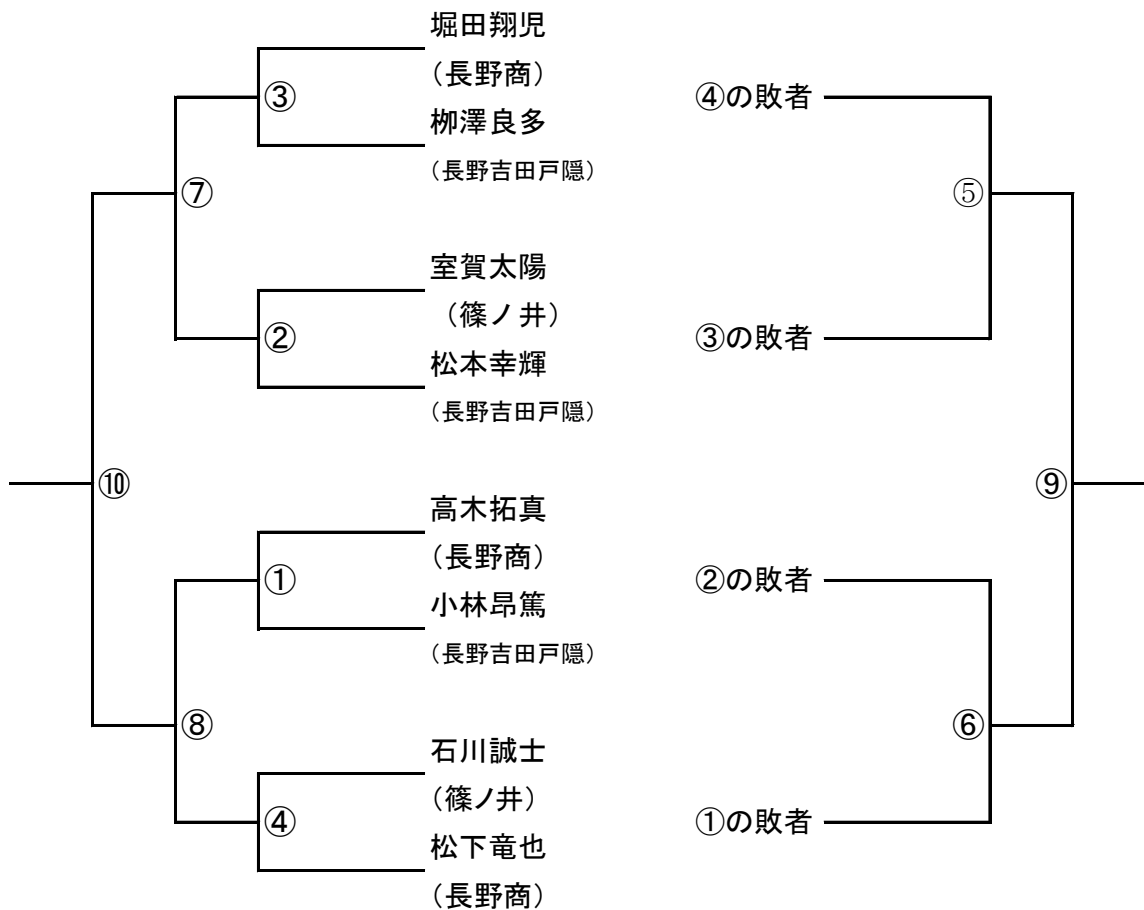 堀田翔児
（長野商）
③
栁澤良多
（長野吉田戸隠）
⑦
室賀太陽
（篠ノ井）
②
松本幸輝
（長野吉田戸隠）
⑩
高木拓真
（長野商）
①
小林昂篤
（長野吉田戸隠）
⑧
石川誠士
（篠ノ井）
④
松下竜也
（長野商）
④の敗者
⑤
③の敗者
⑨
②の敗者
⑥
①の敗者